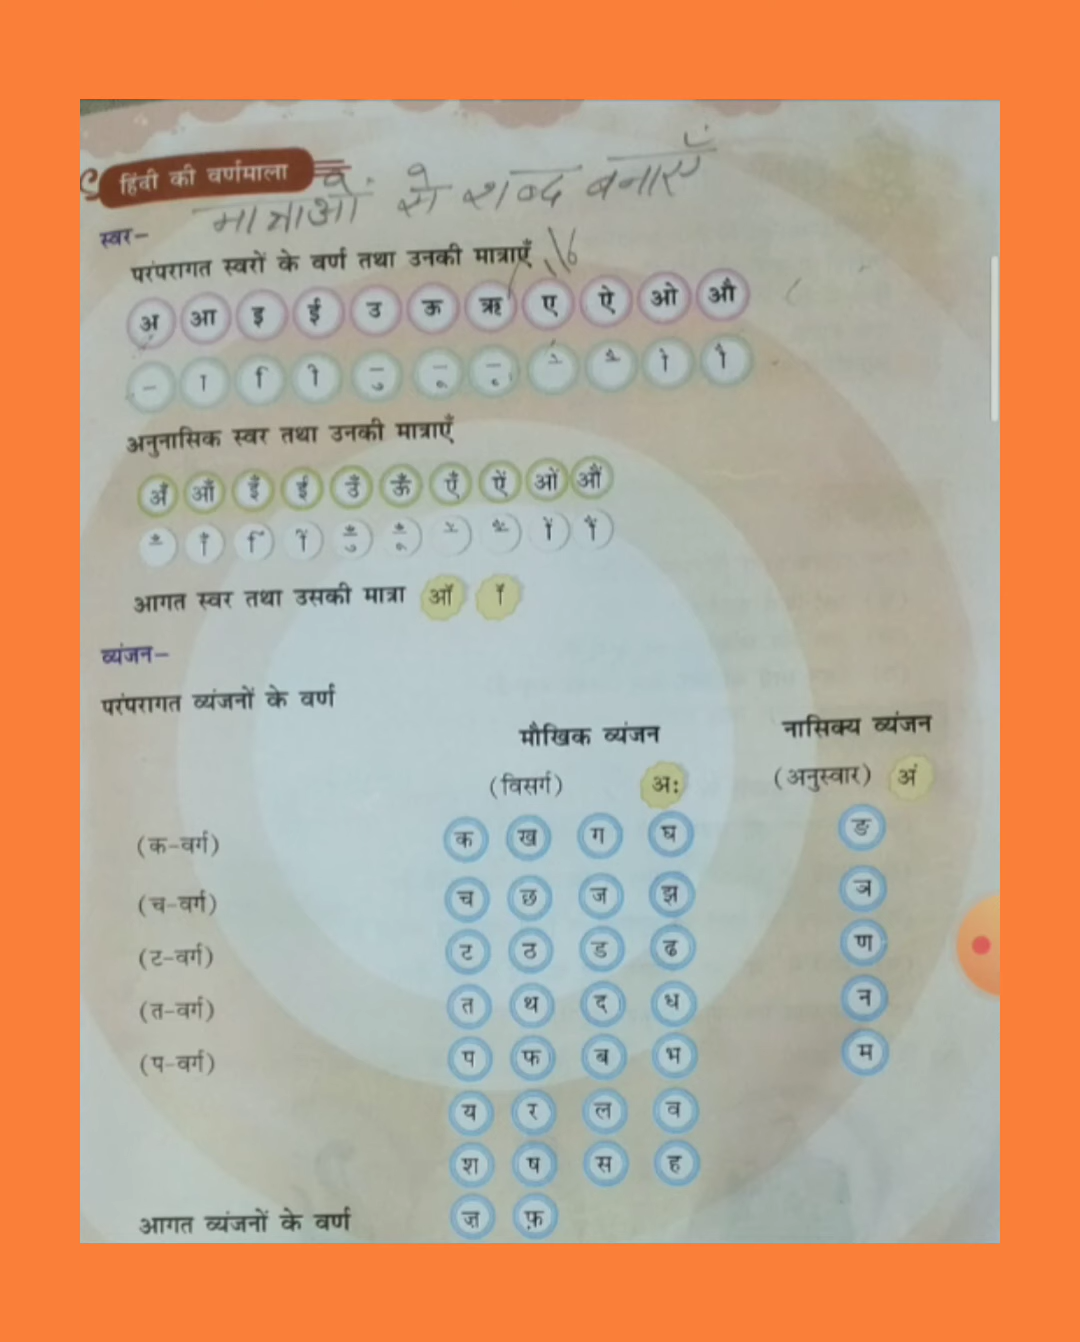 हिंदी की वर्णमाला
मात्राओं से शब्द बनाएँ
स्वर–
परंपरागत स्वरों के वर्ण तथा उनकी मात्राएँ
अ आ इ ई उ ऊ ऋ ए ऐ ओ औ
– ा ि ी ु ू ृ े ै ो ौ
अनुनासिक स्वर तथा उनकी मात्राएँ
अँ आँ इँ ईं उँ ऊँ एँ ऐं ओं औं
ँ ाँ िं ीं ुँ ूँ ें ैं ों ौं
आगत स्वर तथा उसकी मात्रा ऑ ॉ
व्यंजन–
परंपरागत व्यंजनों के वर्ण
मौखिक व्यंजन नासिक्य व्यंजन
(विसर्ग) अः (अनुस्वार) अं
(क-वर्ग) क ख ग घ ङ
(च-वर्ग) च छ ज झ ञ
(ट-वर्ग) ट ठ ड ढ ण
(त-वर्ग) त थ द ध न
(प-वर्ग) प फ ब भ म
य र ल व
श ष स ह
आगत व्यंजनों के वर्ण ज़ फ़